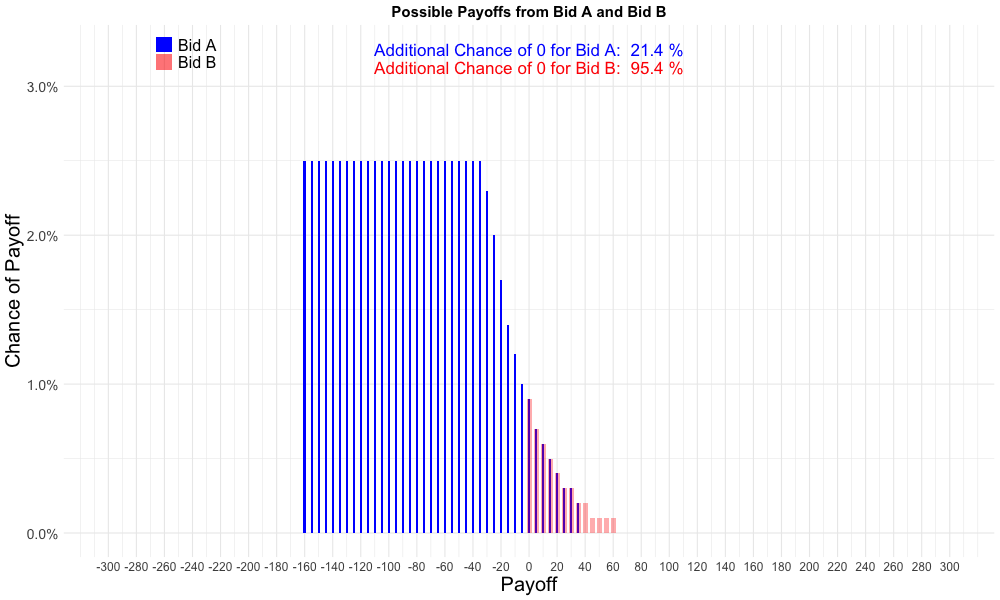 Possible Payoffs from Bid A and Bid B
Bid A
Bid B
Additional Chance of 0 for Bid A: 21.4 %
Additional Chance of 0 for Bid B: 95.4 %
3.0%
2.0%
1.0%
0.0%
Chance of Payoff
-300 -280 -260 -240 -220 -200 -180 -160 -140 -120 -100 -80 -60 -40 -20 0 20 40 60 80 100 120 140 160 180 200 220 240 260 280 300
Payoff